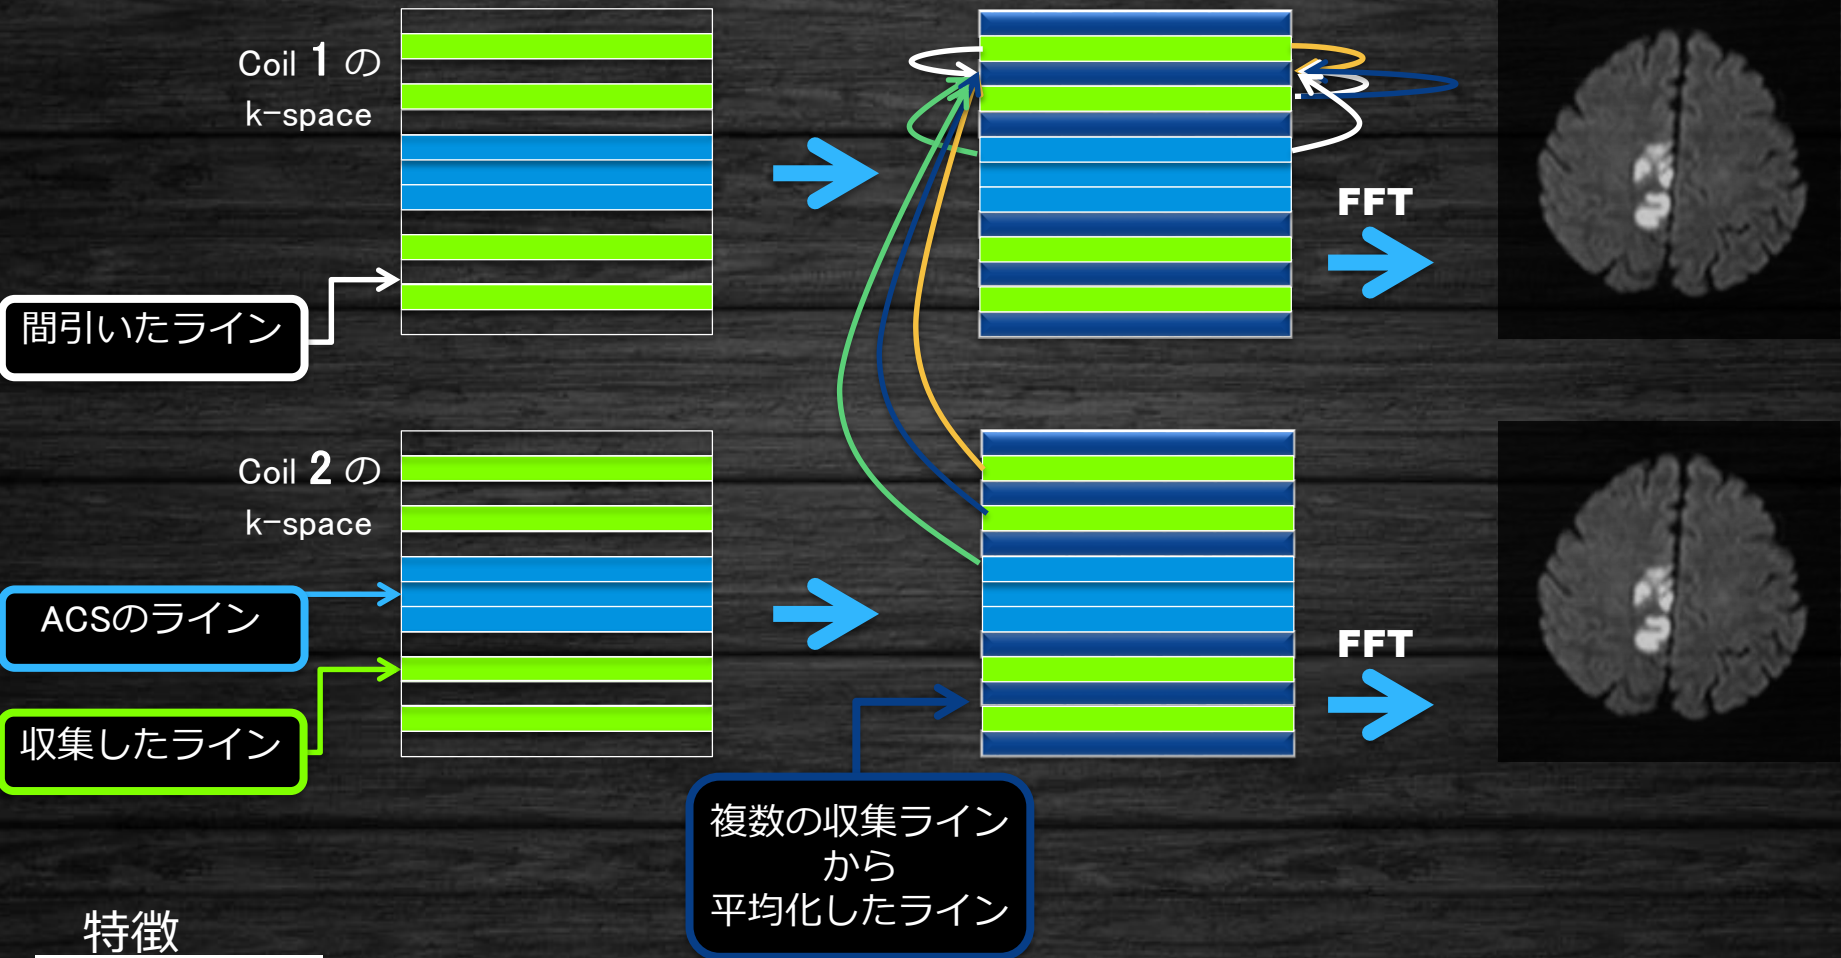 Coil 1 の
k-space
間引いたライン
FFT
Coil 2 の
k-space
ACSのライン
収集したライン
FFT
複数の収集ライン
から
平均化したライン
特徴